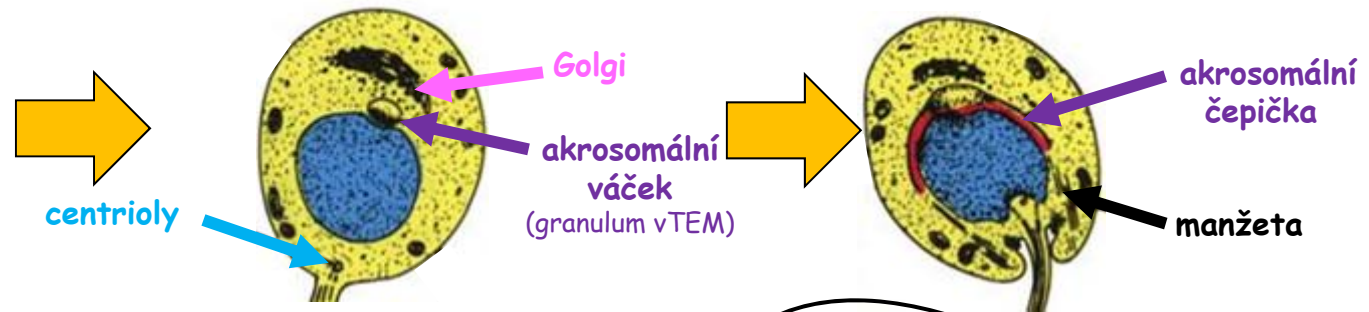 Golgi
akrosomální
váček
(granulum vTEM)
centrioly
akrosomální
čepička
manžeta